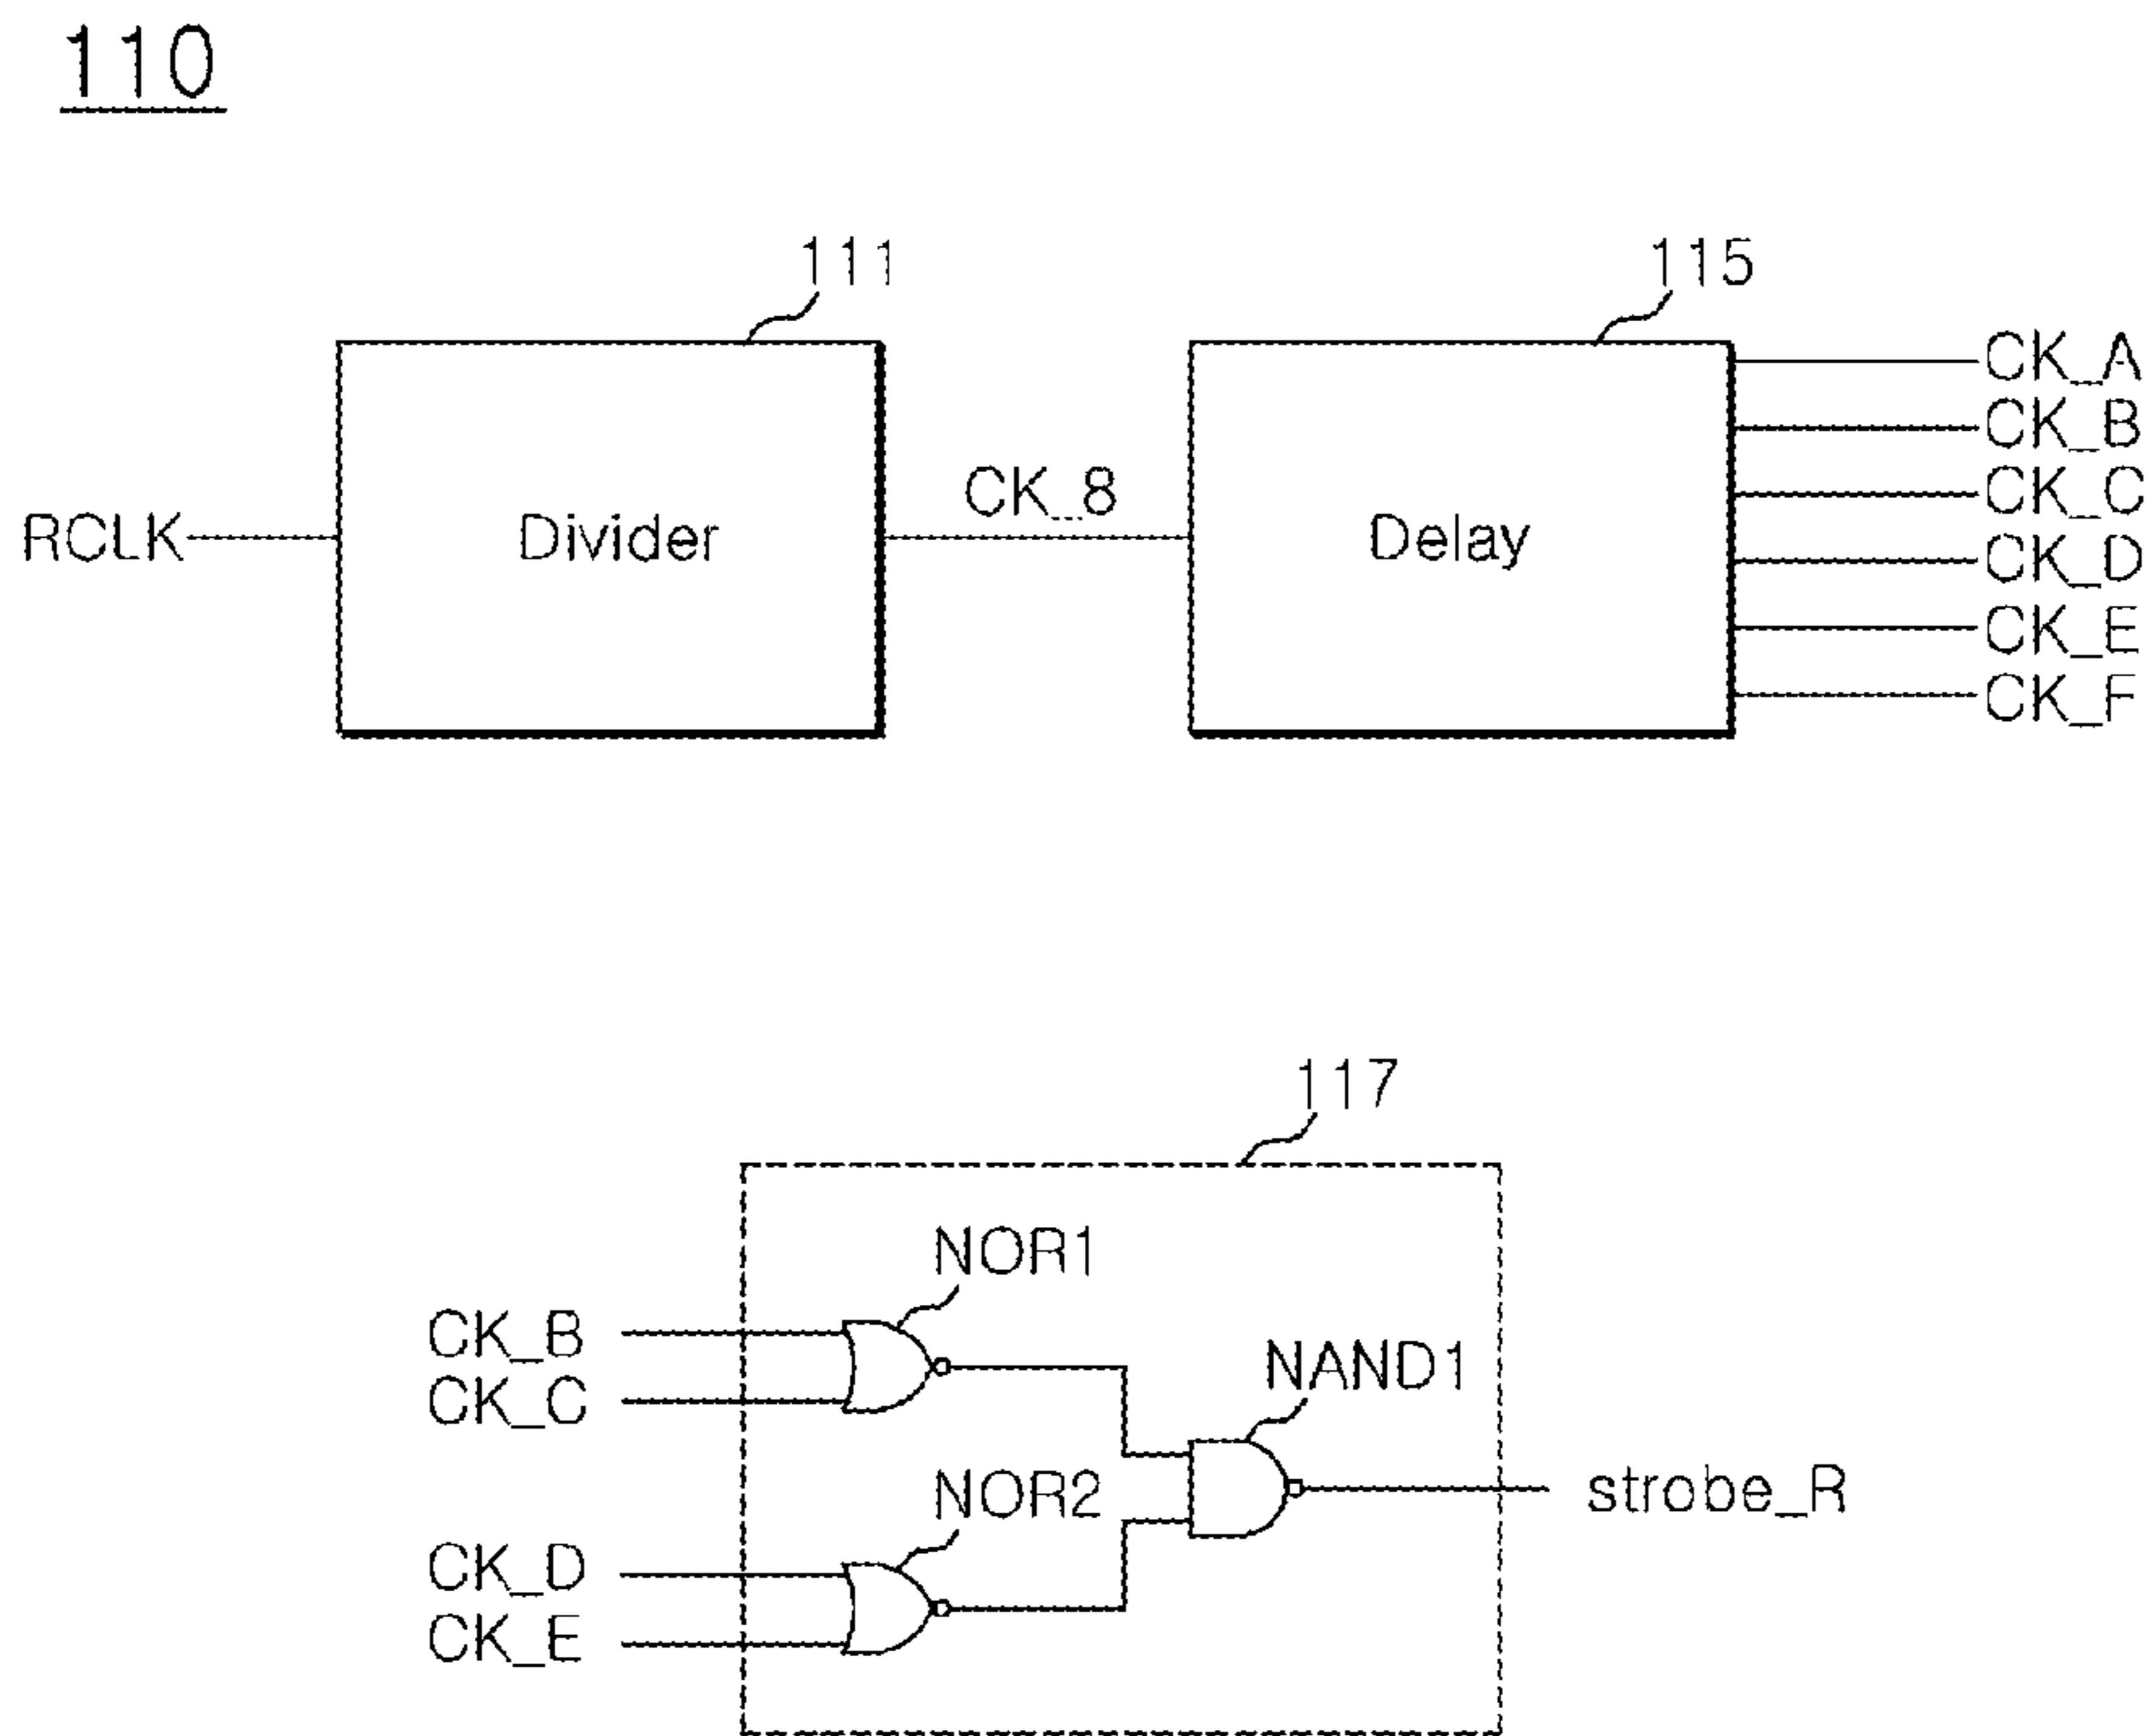 110
111
115
RCLK
Divider
CK_8
Delay
CK_A
CK_B
CK_C
CK_D
CK_E
CK_F
117
NOR1
CK_B
CK_C
NAND1
NOR2
strobe_R
CK_D
CK_E